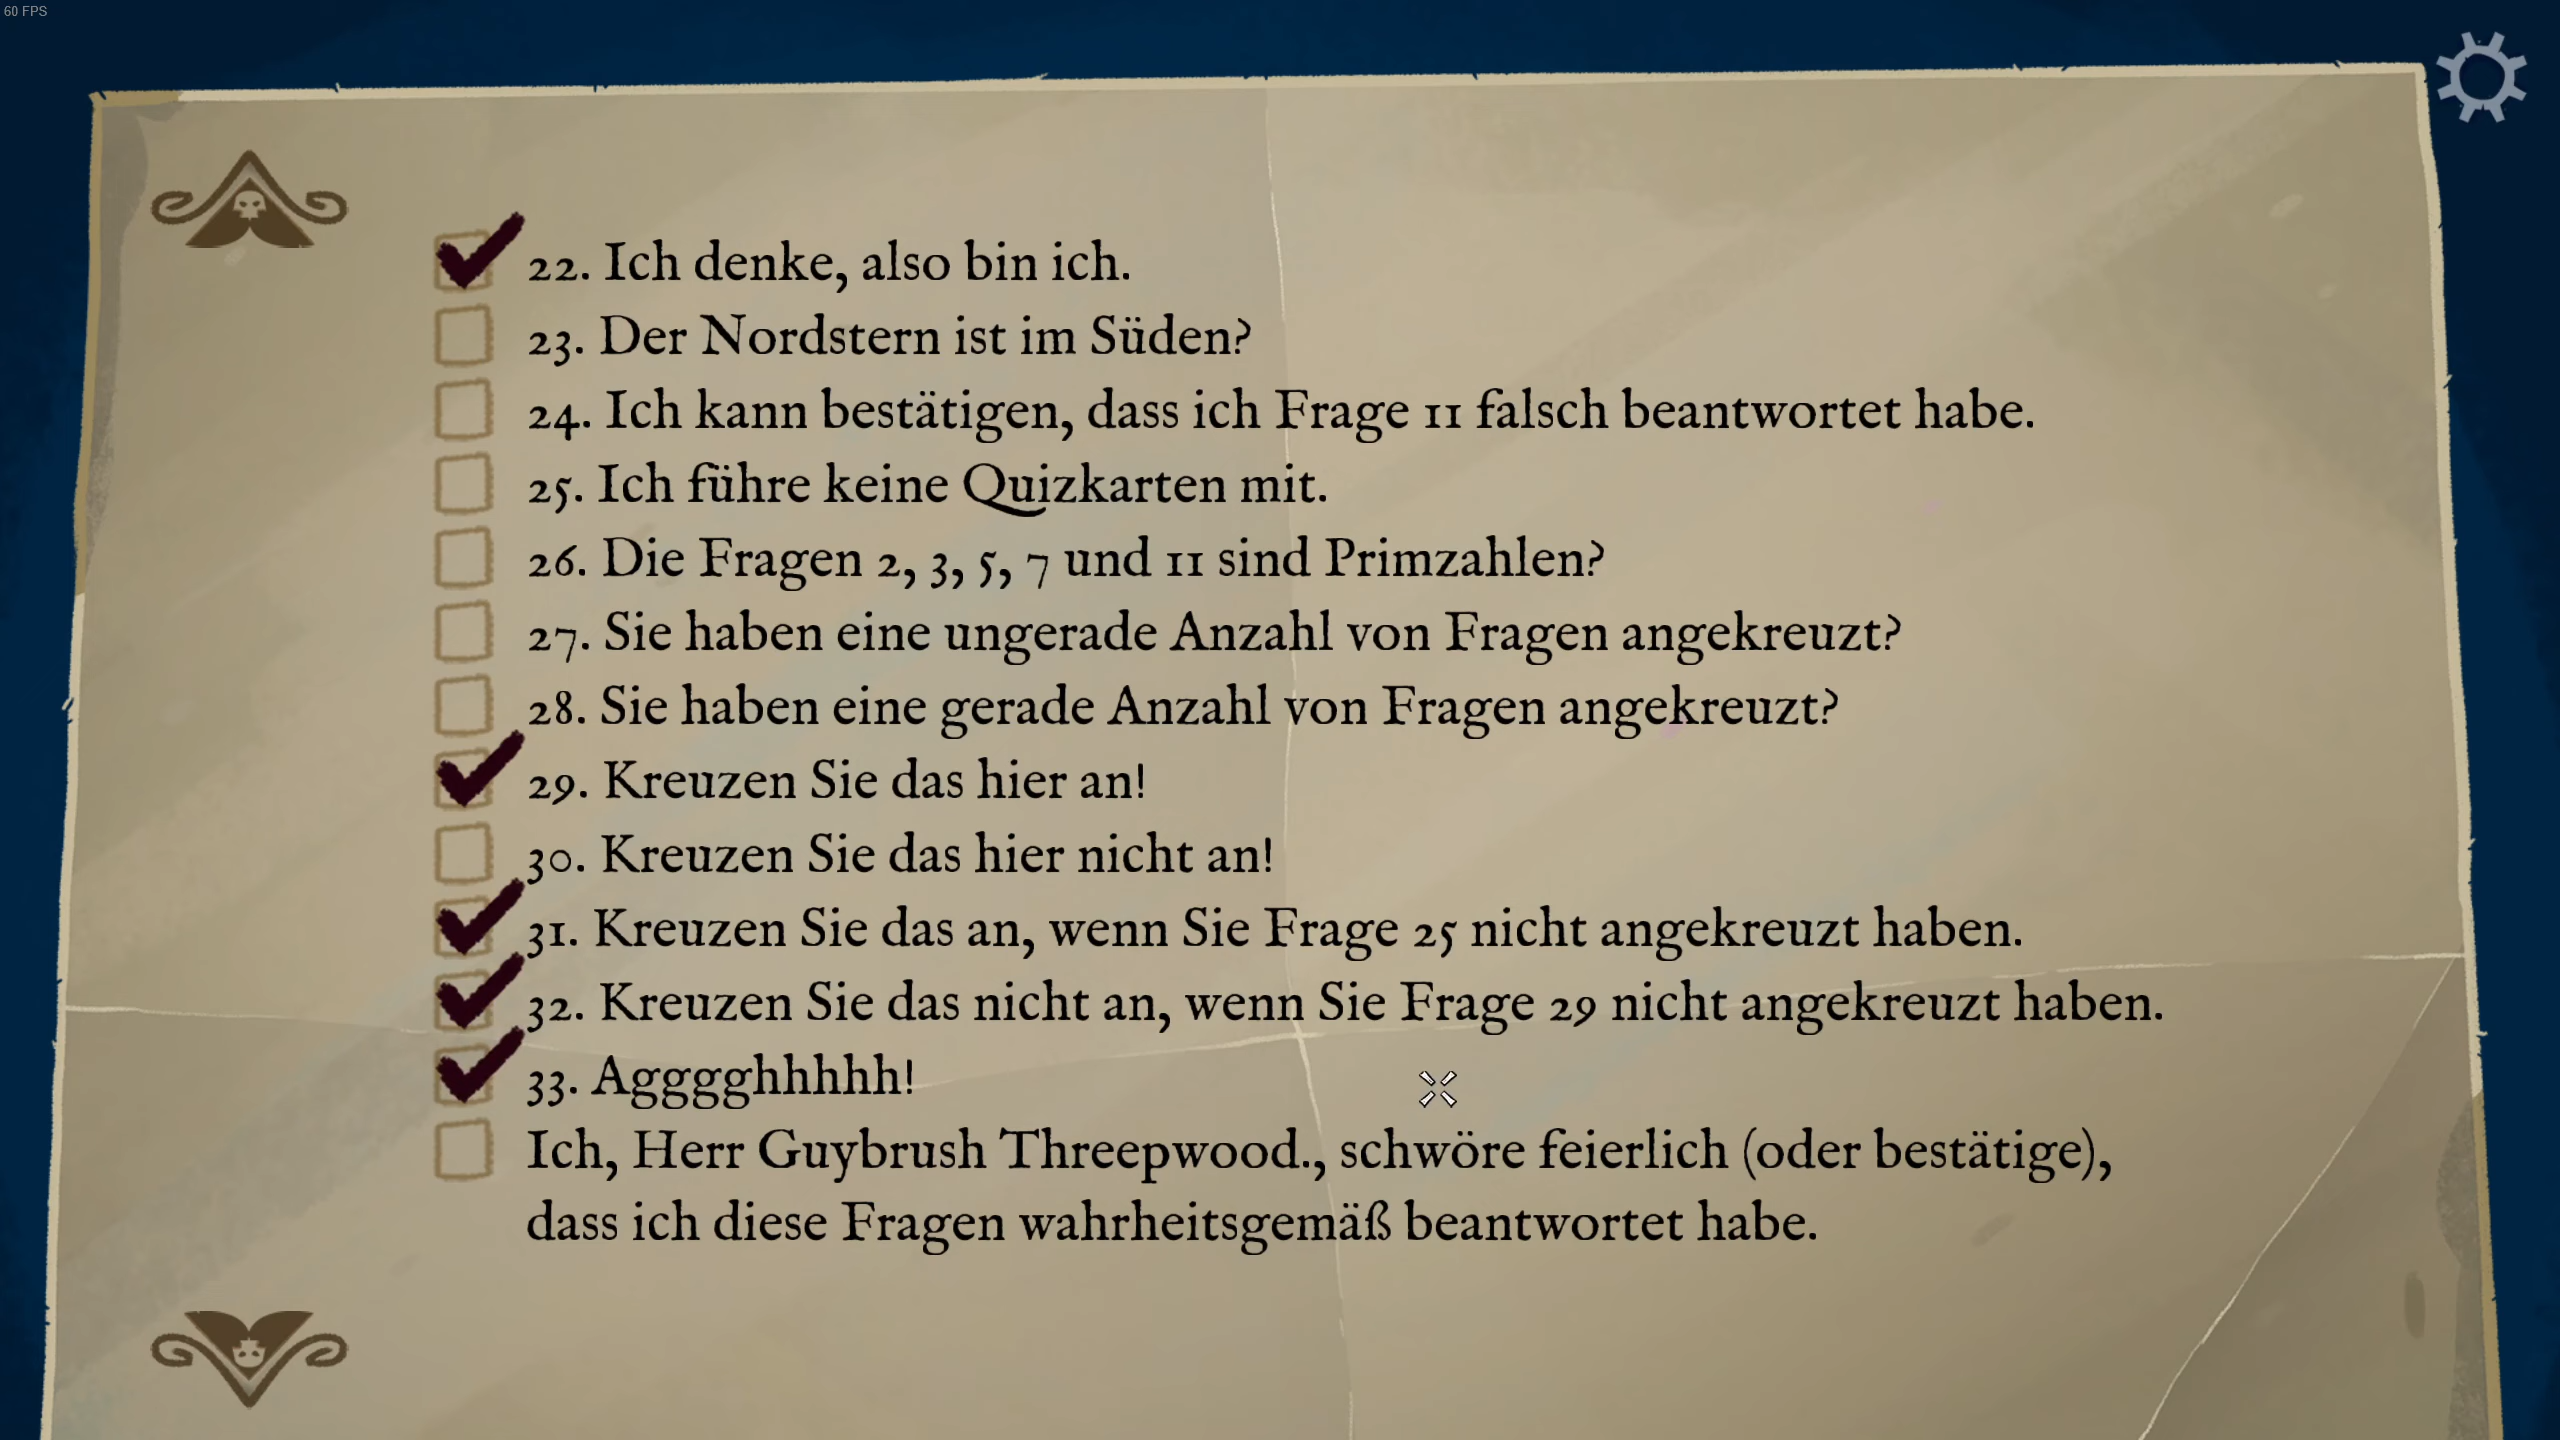 60 FPS
22. Ich denke, also bin ich.
23. Der Nordstern ist im Süden?
24. Ich kann bestätigen, dass ich Frage 11 falsch beantwortet habe.
25. Ich führe keine Quizkarten mit.
26. Die Fragen 2, 3, 5, 7 und 11 sind Primzahlen?
27. Sie haben eine ungerade Anzahl von Fragen angekreuzt?
28. Sie haben eine gerade Anzahl von Fragen angekreuzt?
29. Kreuzen Sie das hier an!
30. Kreuzen Sie das hier nicht an!
31. Kreuzen Sie das an, wenn Sie Frage 25 nicht angekreuzt haben.
32. Kreuzen Sie das nicht an, wenn Sie Frage 29 nicht angekreuzt haben.
33. Agggghhhhh!
Ich, Herr Guybrush Threepwood., schwöre feierlich (oder bestätige),
dass ich diese Fragen wahrheitsgemäß beantwortet habe.